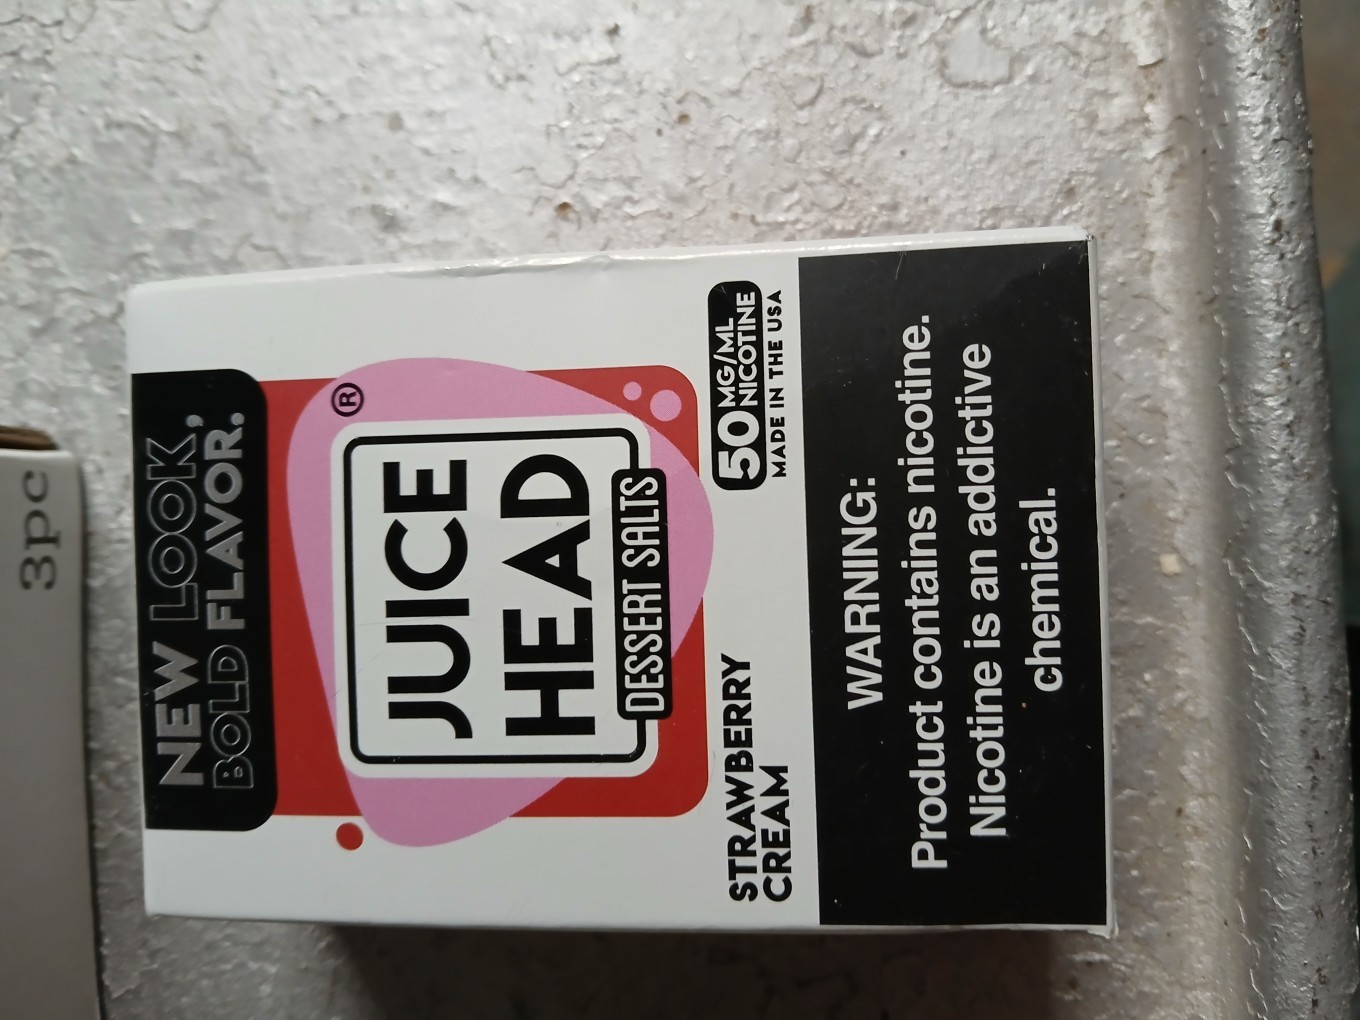 NEW LOOK,
BOLD FLAVOR.
®
JUICE
HEAD
DESSERT SALTS
STRAWBERRY
CREAM
50 MG/ML
NICOTINE
MADE IN THE USA
WARNING:
Product contains nicotine.
Nicotine is an addictive
chemical.
3pc